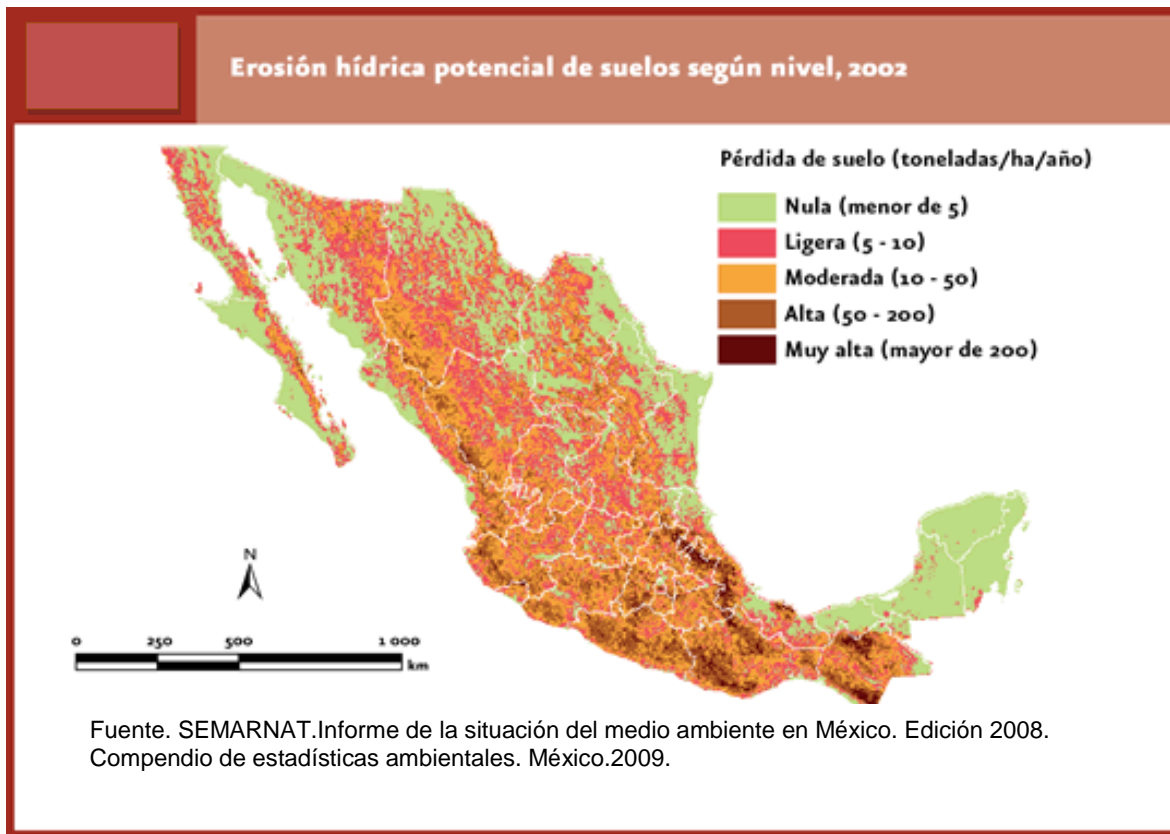 Erosión hídrica potencial de suelos según nivel, 2002
Pérdida de suelo (toneladas/ha/año)
Nula (menor de 5)
Ligera (5 - 10)
Moderada (10 - 50)
Alta (50 - 200)
Muy alta (mayor de 200)
N
0 250 500 1 000
km
Fuente. SEMARNAT.Informe de la situación del medio ambiente en México. Edición 2008.
Compendio de estadísticas ambientales. México.2009.